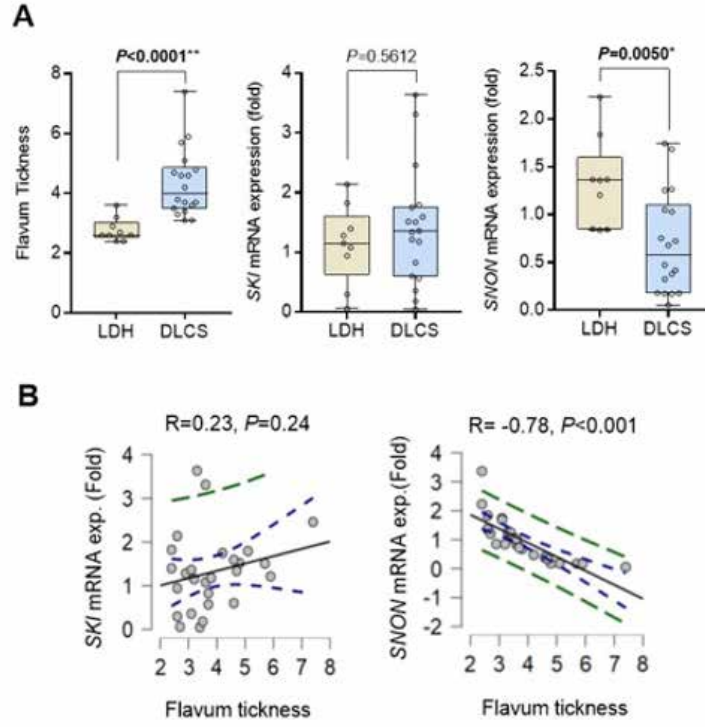 A
P<0.0001**
P=0.5612
P=0.0050*
Flavum Tickness
8
6
4
2
0
LDH DLCS
SKI mRNA expression (fold)
4
3
2
1
0
LDH DLCS
SNON mRNA expression (fold)
2.5
2.0
1.5
1.0
0.5
0.0
LDH DLCS
B
R=0.23, P=0.24
SKI mRNA exp. (Fold)
4
3
2
1
0
2 3 4 5 6 7 8
Flavum tickness
R= -0.78, P<0.001
SNON mRNA exp.(Fold)
4
3
2
1
0
-1
-2
2 3 4 5 6 7 8
Flavum tickness